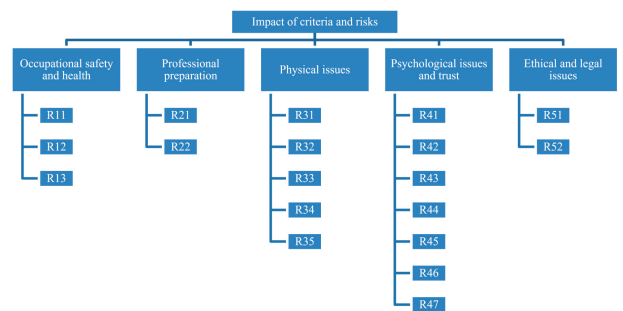 Impact of criteria and risks
Occupational safety
and health
R11
R12
R13
Professional
preparation
R21
R22
Physical issues
R31
R32
R33
R34
R35
Psychological issues
and trust
R41
R42
R43
R44
R45
R46
R47
Ethical and legal
issues
R51
R52